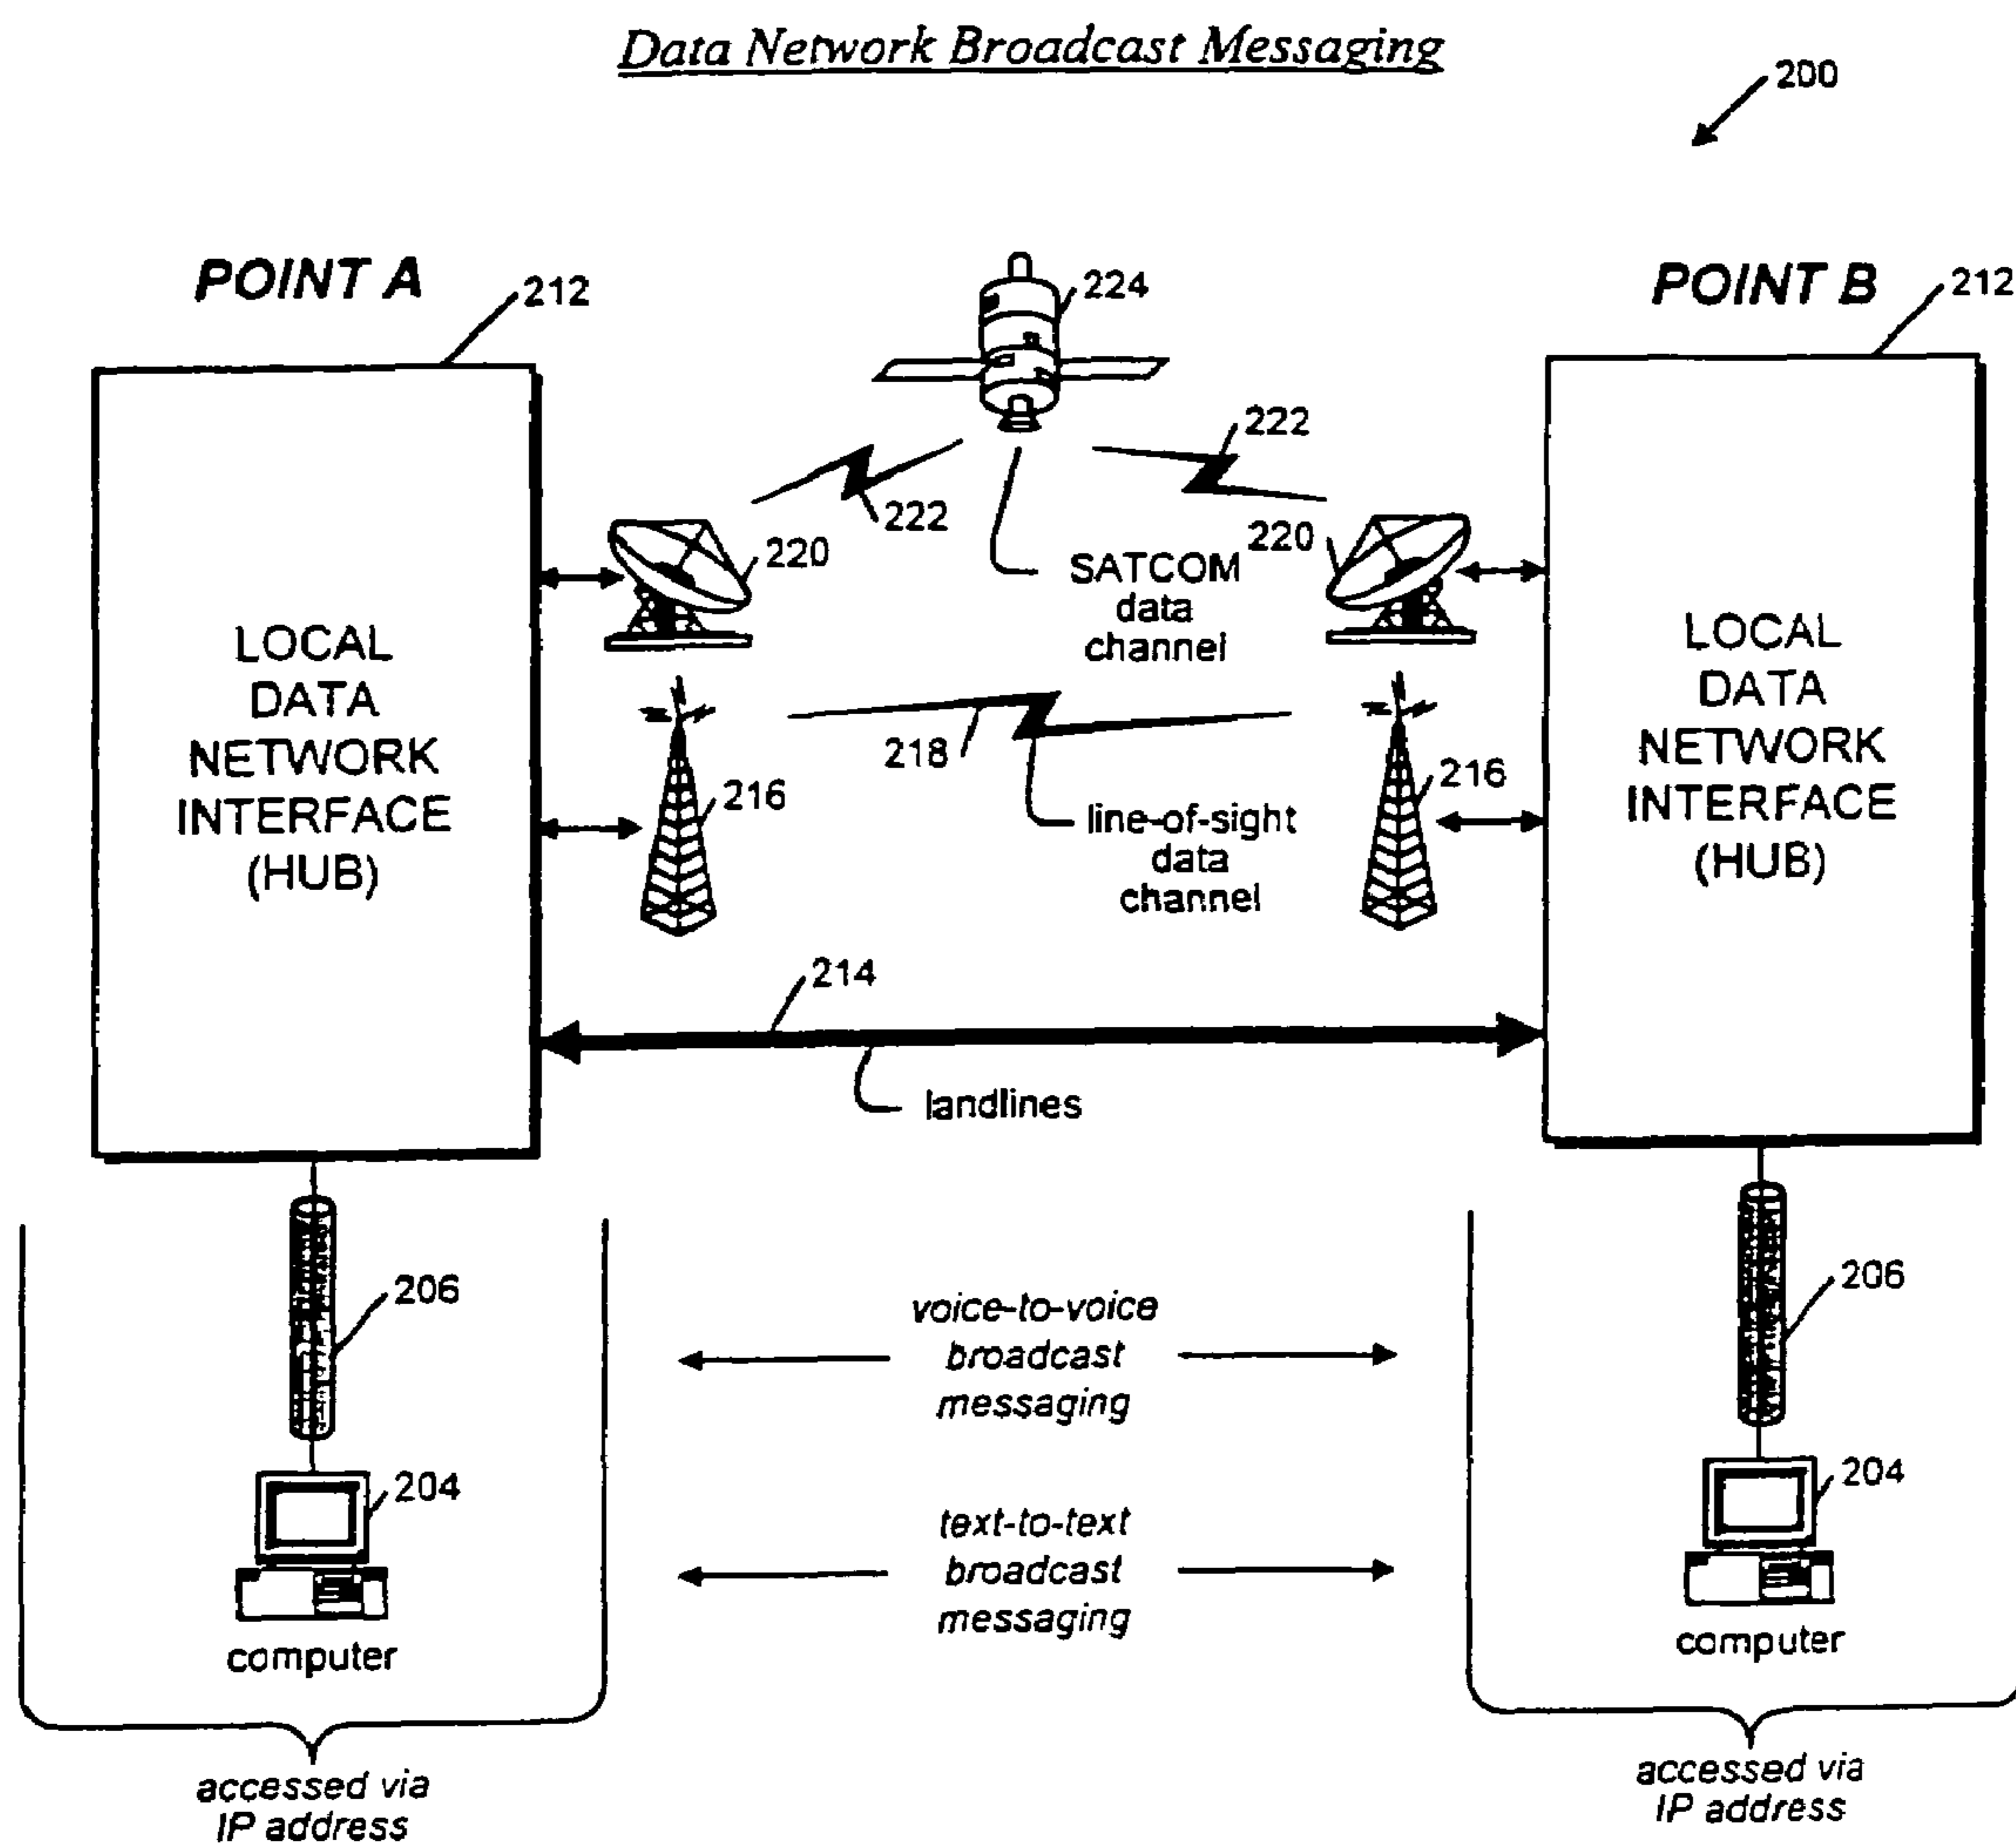 Data Network Broadcast Messaging
200
POINT A
212
224
POINT B
212
222
222
220
220
SATCOM
data
channel
LOCAL
DATA
NETWORK
INTERFACE
(HUB)
LOCAL
DATA
NETWORK
INTERFACE
(HUB)
218
216
216
line-of-sight
data
channel
214
landlines
206
206
voice-to-voice
broadcast
messaging
204
204
text-to-text
broadcast
messaging
computer
computer
accessed via
IP address
accessed via
IP address